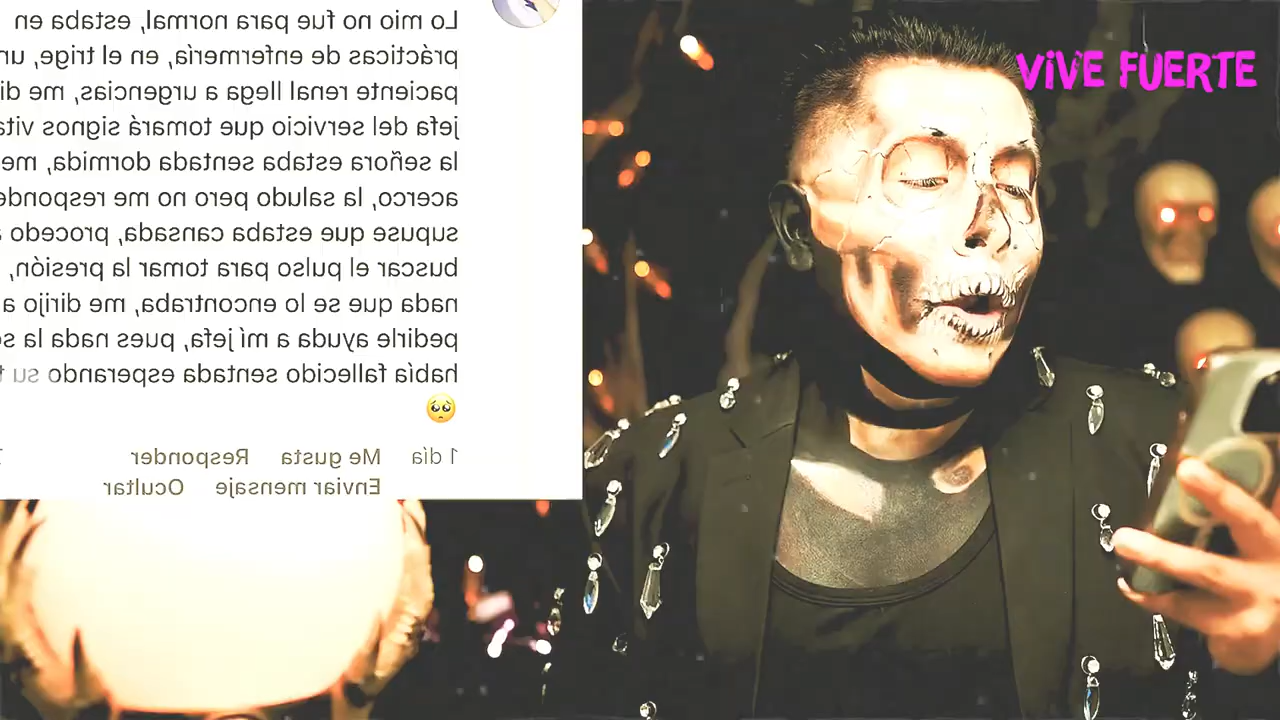 Lo mio no fue para normal, estaba en
prácticas de enfermería, en el trige, un
paciente renal llega a urgencias, me di
jefa del servicio que tomará signos vita
la señora estaba sentada dormida, me
acerco, la saludo pero no me responde
supuse que estaba cansada, procedo a
buscar el pulso para tomar la presión,
nada que se lo encontraba, me dirijo a
pedirle ayuda a mí jefa, pues nada la se
había fallecido sentada esperando su t
🥺
1 día Me gusta Responder
Enviar mensaje Ocultar
VIVE FUERTE